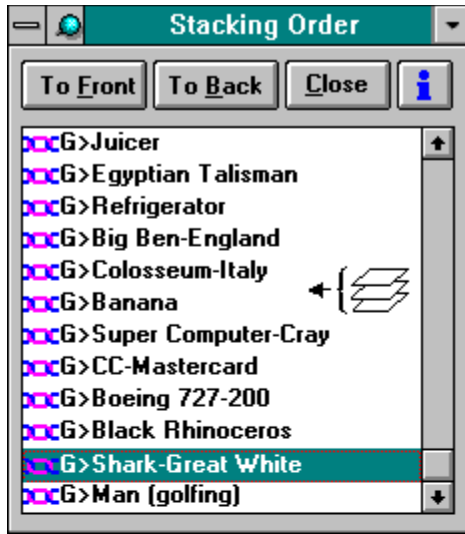 Stacking Order
To Front To Back Close i
G>Juicer
G>Egyptian Talisman
G>Refrigerator
G>Big Ben-England
G>Colosseum-Italy
G>Banana
G>Super Computer-Cray
G>CC-Mastercard
G>Boeing 727-200
G>Black Rhinoceros
G>Shark-Great White
G>Man (golfing)